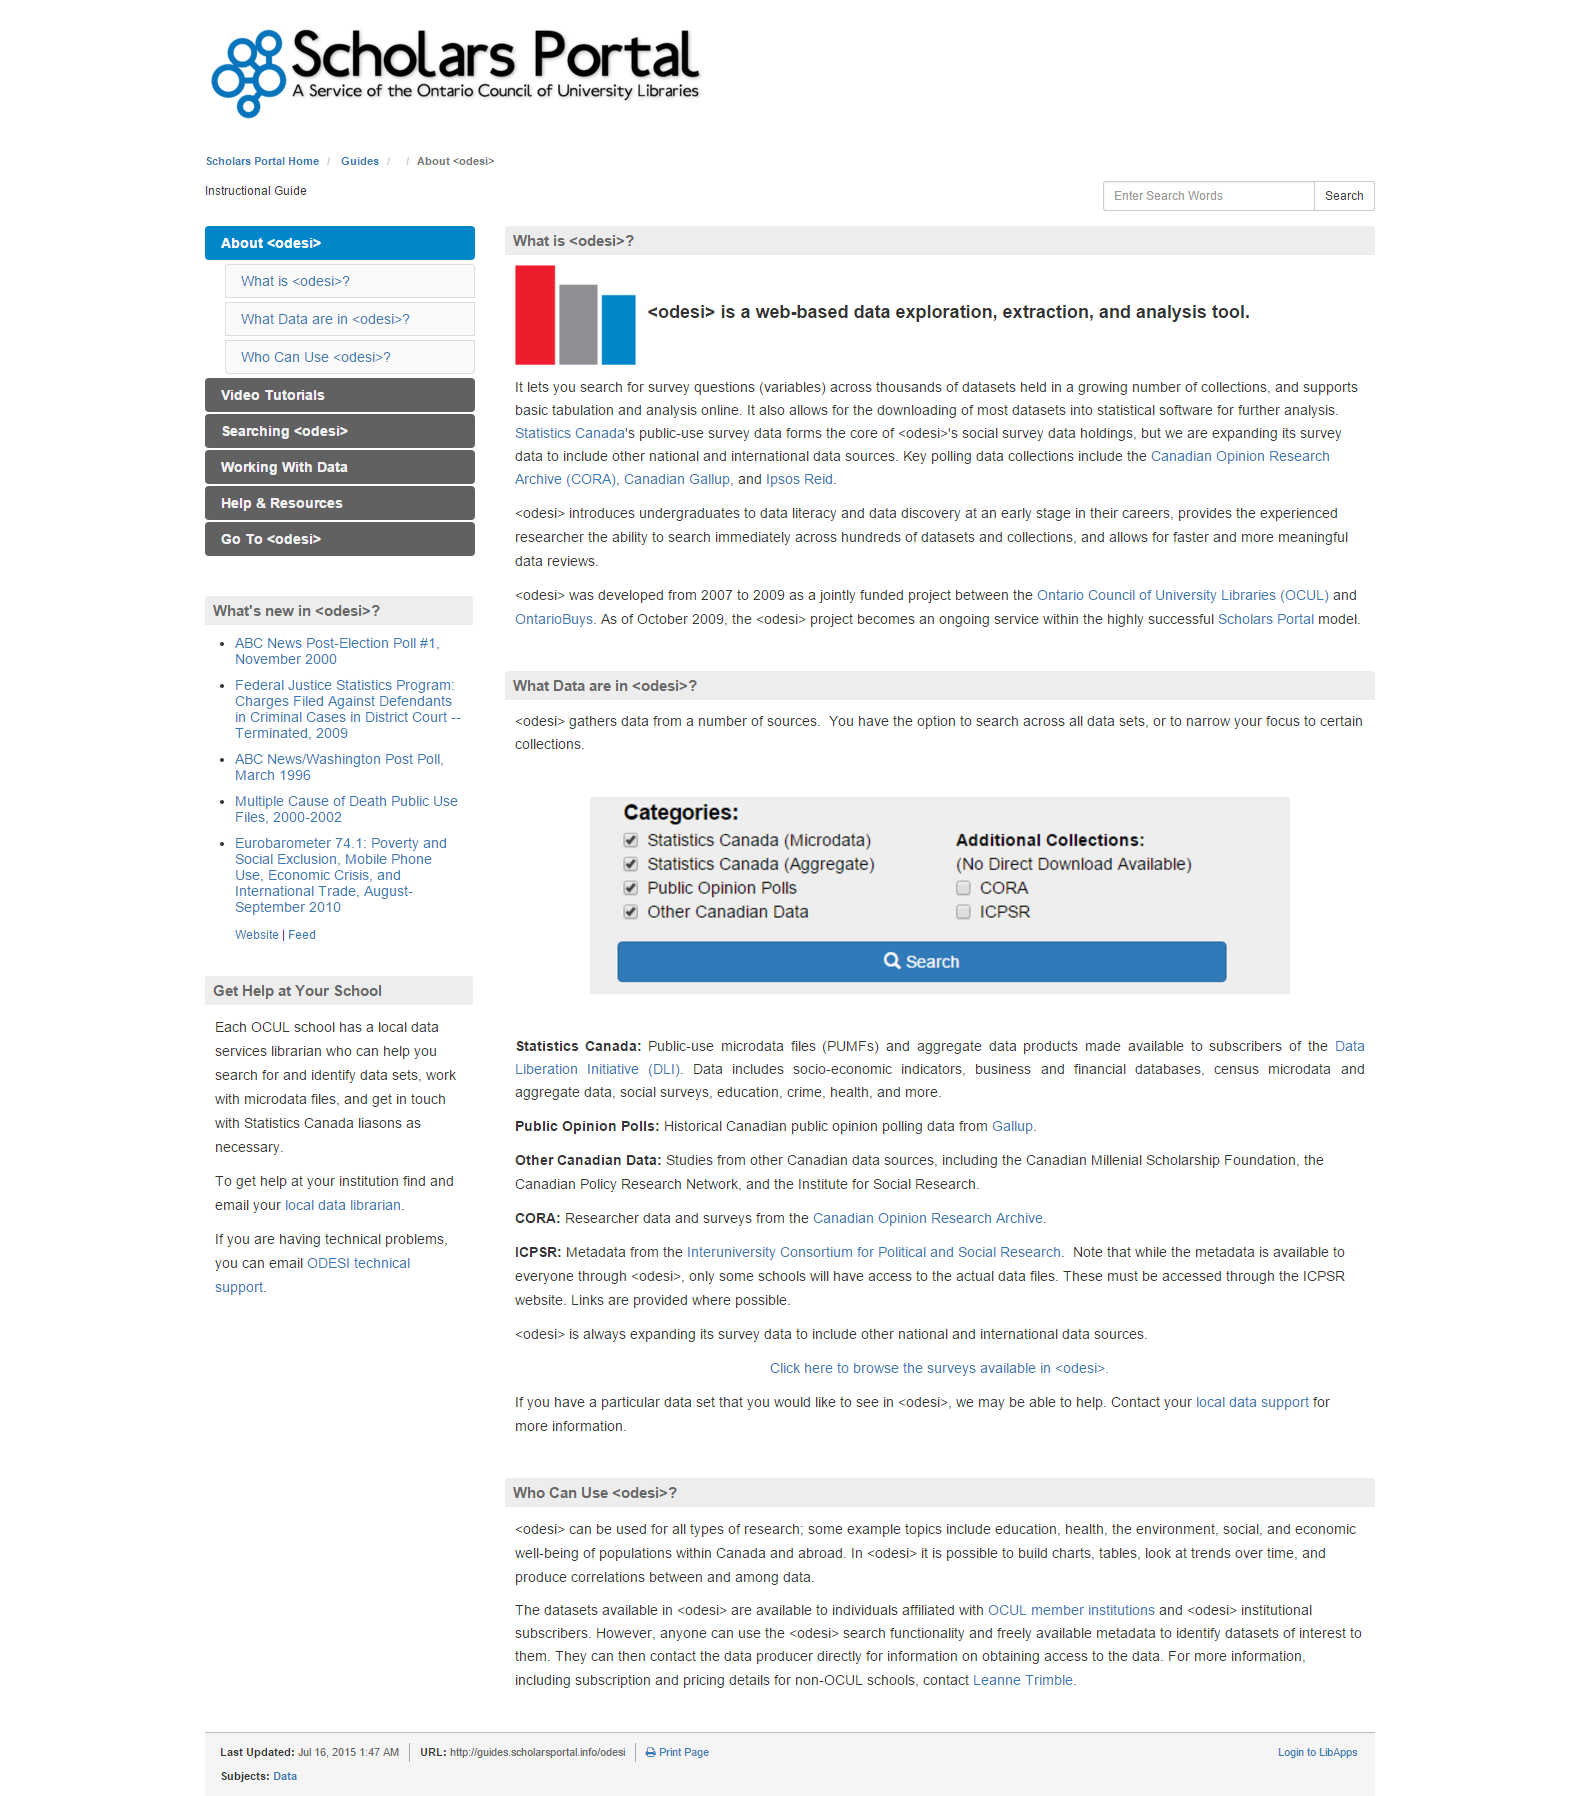 Scholars Portal
A Service of the Ontario Council of University Libraries
Scholars Portal Home / Guides / / About <odesi>
Instructional Guide
Enter Search Words Search
About <odesi>
What is <odesi>?
What Data are in <odesi>?
Who Can Use <odesi>?
Video Tutorials
Searching <odesi>
Working With Data
Help & Resources
Go To <odesi>
What's new in <odesi>?
• ABC News Post-Election Poll #1,
November 2000
• Federal Justice Statistics Program:
Charges Filed Against Defendants
in Criminal Cases in District Court --
Terminated, 2009
• ABC News/Washington Post Poll,
March 1996
• Multiple Cause of Death Public Use
Files, 2000-2002
• Eurobarometer 74.1: Poverty and
Social Exclusion, Mobile Phone
Use, Economic Crisis, and
International Trade, August-
September 2010
Website | Feed
Get Help at Your School
Each OCUL school has a local data
services librarian who can help you
search for and identify data sets, work
with microdata files, and get in touch
with Statistics Canada liasons as
necessary.
To get help at your institution find and
email your local data librarian.
If you are having technical problems,
you can email ODESI technical
support.
What is <odesi>?
<odesi> is a web-based data exploration, extraction, and analysis tool.
It lets you search for survey questions (variables) across thousands of datasets held in a growing number of collections, and supports
basic tabulation and analysis online. It also allows for the downloading of most datasets into statistical software for further analysis.
Statistics Canada's public-use survey data forms the core of <odesi>'s social survey data holdings, but we are expanding its survey
data to include other national and international data sources. Key polling data collections include the Canadian Opinion Research
Archive (CORA), Canadian Gallup, and Ipsos Reid.
<odesi> introduces undergraduates to data literacy and data discovery at an early stage in their careers, provides the experienced
researcher the ability to search immediately across hundreds of datasets and collections, and allows for faster and more meaningful
data reviews.
<odesi> was developed from 2007 to 2009 as a jointly funded project between the Ontario Council of University Libraries (OCUL) and
OntarioBuys. As of October 2009, the <odesi> project becomes an ongoing service within the highly successful Scholars Portal model.
What Data are in <odesi>?
<odesi> gathers data from a number of sources.  You have the option to search across all data sets, or to narrow your focus to certain
collections.
Categories:
Statistics Canada (Microdata)
Statistics Canada (Aggregate)
Public Opinion Polls
Other Canadian Data
Additional Collections:
(No Direct Download Available)
CORA
ICPSR
Search
Statistics Canada: Public-use microdata files (PUMFs) and aggregate data products made available to subscribers of the Data
Liberation Initiative (DLI). Data includes socio-economic indicators, business and financial databases, census microdata and
aggregate data, social surveys, education, crime, health, and more.
Public Opinion Polls: Historical Canadian public opinion polling data from Gallup.
Other Canadian Data: Studies from other Canadian data sources, including the Canadian Millenial Scholarship Foundation, the
Canadian Policy Research Network, and the Institute for Social Research.
CORA: Researcher data and surveys from the Canadian Opinion Research Archive.
ICPSR: Metadata from the Interuniversity Consortium for Political and Social Research.  Note that while the metadata is available to
everyone through <odesi>, only some schools will have access to the actual data files. These must be accessed through the ICPSR
website. Links are provided where possible.
<odesi> is always expanding its survey data to include other national and international data sources.
Click here to browse the surveys available in <odesi>.
If you have a particular data set that you would like to see in <odesi>, we may be able to help. Contact your local data support for
more information.
Who Can Use <odesi>?
<odesi> can be used for all types of research; some example topics include education, health, the environment, social, and economic
well-being of populations within Canada and abroad. In <odesi> it is possible to build charts, tables, look at trends over time, and
produce correlations between and among data.
The datasets available in <odesi> are available to individuals affiliated with OCUL member institutions and <odesi> institutional
subscribers. However, anyone can use the <odesi> search functionality and freely available metadata to identify datasets of interest to
them. They can then contact the data producer directly for information on obtaining access to the data. For more information,
including subscription and pricing details for non-OCUL schools, contact Leanne Trimble.
Last Updated: Jul 16, 2015 1:47 AM | URL: http://guides.scholarsportal.info/odesi | Print Page Login to LibApps
Subjects: Data